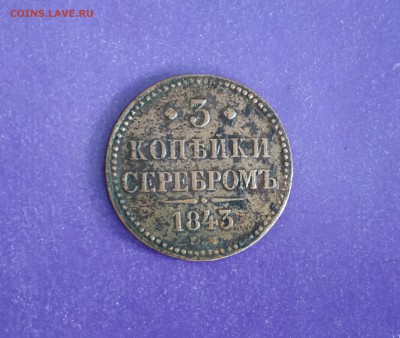 COINS.LAVE.RU
· 3 ·
КОПѢЙКИ
СЕРЕБРОМЪ
1843